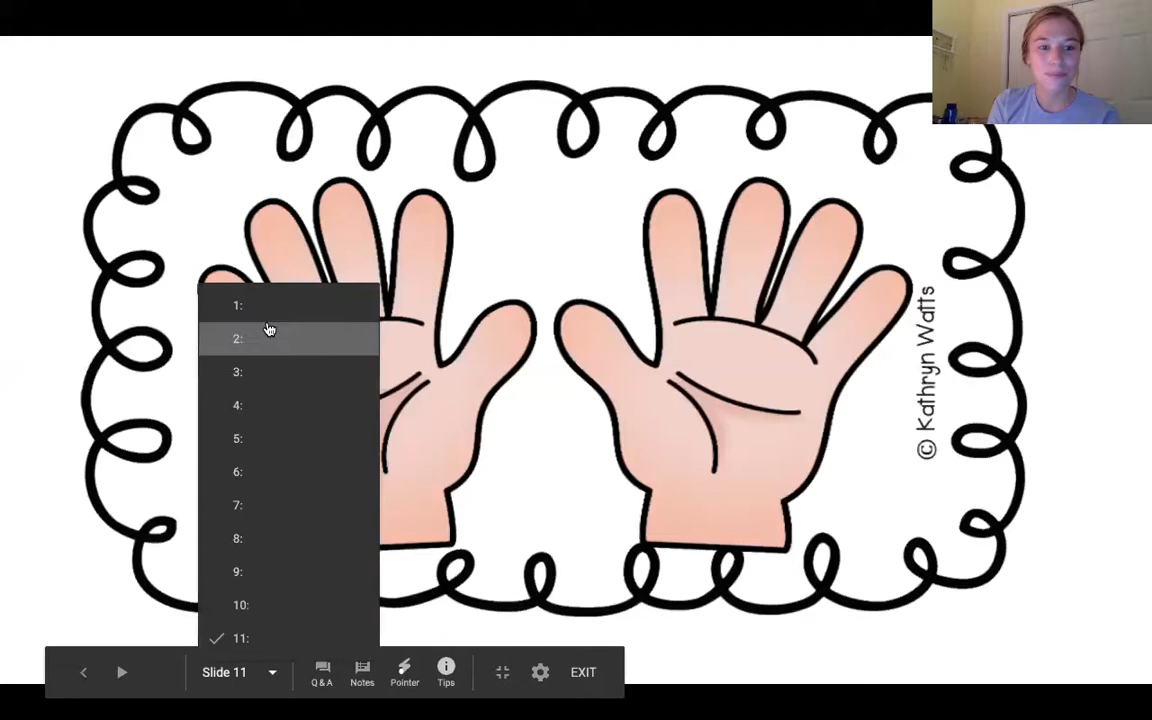 © Kathryn Watts
1:
2:
3:
4:
5:
6:
7:
8:
9:
10:
11:
Slide 11
Q & A
Notes
Pointer
Tips
EXIT